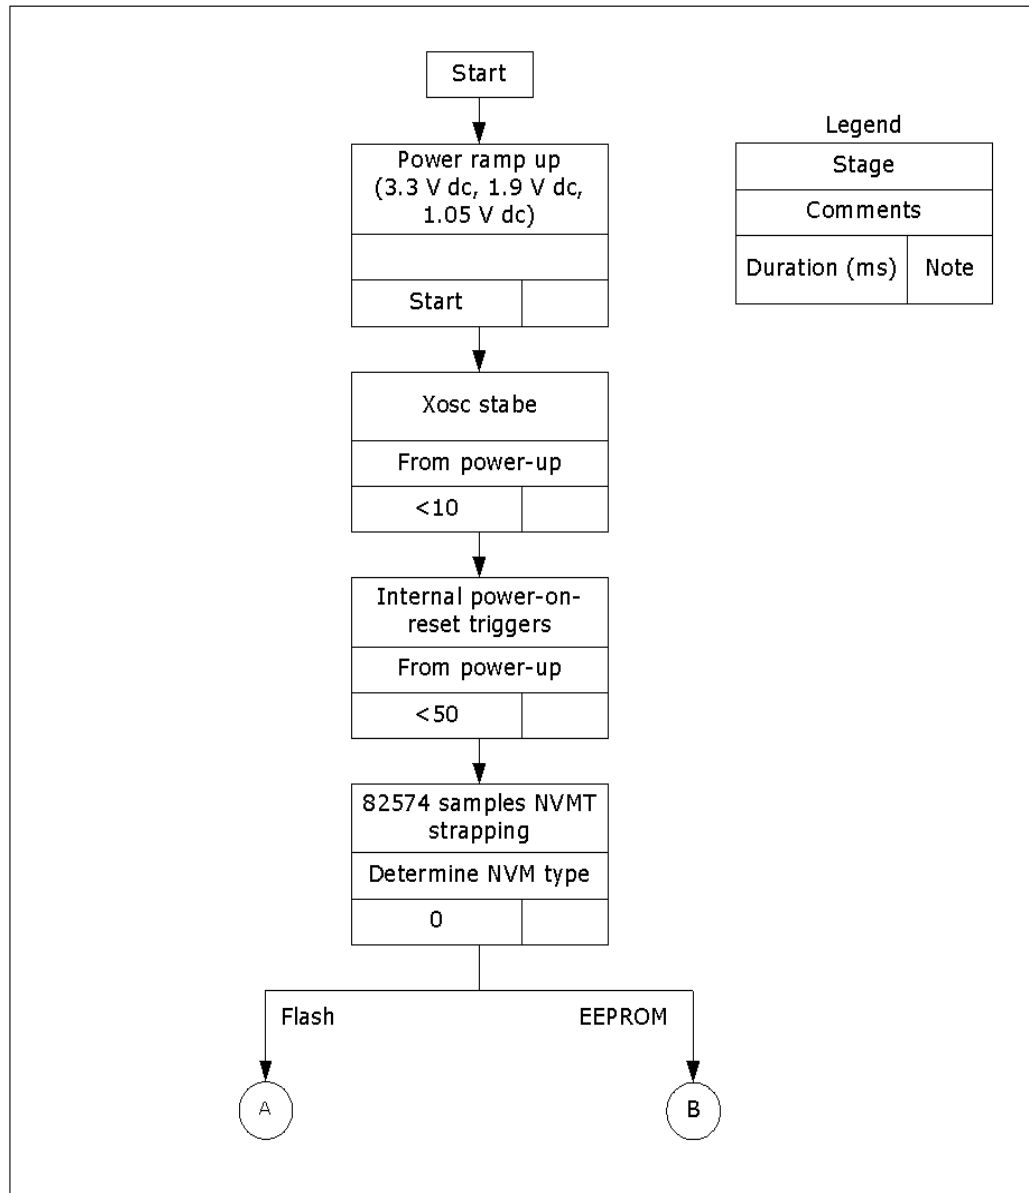 Start
Legend
Power ramp up
(3.3 V dc, 1.9 V dc,
1.05 V dc)
Start
Stage
Comments
Duration (ms) Note
Xosc stabe
From power-up
<10
Internal power-on-
reset triggers
From power-up
<50
82574 samples NVMT
strapping
Determine NVM type
0
Flash EEPROM
A B